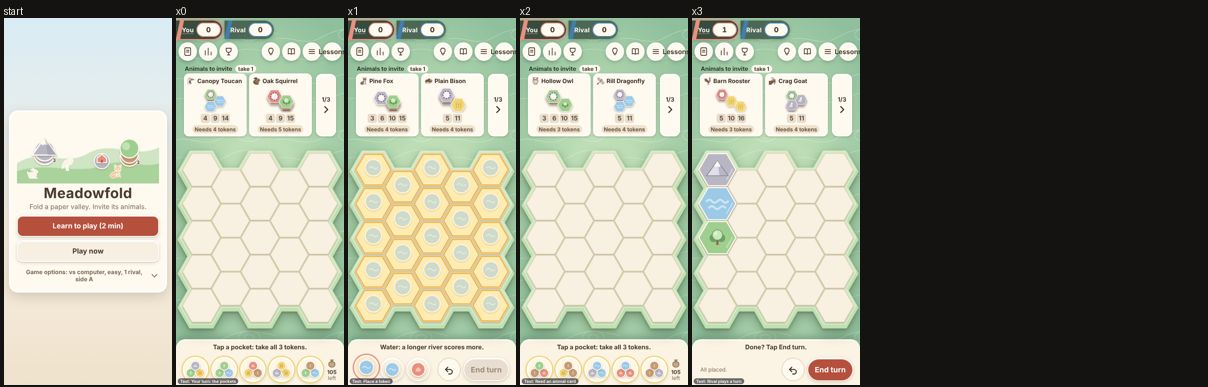 start
x0
x1
x2
x3
Meadowfold
Fold a paper valley. Invite its animals.
Learn to play (2 min)
Play now
Game options: vs computer, easy, 1 rival,
side A
You 0 Rival 0
Lesson
Animals to invite take 1
Canopy Toucan
Oak Squirrel
4 9 14
4 9 15
Needs 4 tokens
Needs 5 tokens
1/3
Tap a pocket: take all 3 tokens.
105
left
You 0 Rival 0
Lesson
Animals to invite take 1
Pine Fox
Plain Bison
3 6 10 15
5 11
Needs 4 tokens
Needs 4 tokens
1/3
Water: a longer river scores more.
End turn
You 0 Rival 0
Lesson
Animals to invite take 1
Hollow Owl
Rill Dragonfly
3 6 10 15
5 11
Needs 3 tokens
Needs 4 tokens
1/3
Tap a pocket: take all 3 tokens.
105
left
You 1 Rival 0
Lesson
Animals to invite take 1
Barn Rooster
Crag Goat
5 10 16
5 11
Needs 3 tokens
Needs 4 tokens
1/3
Done? Tap End turn.
All placed.
End turn